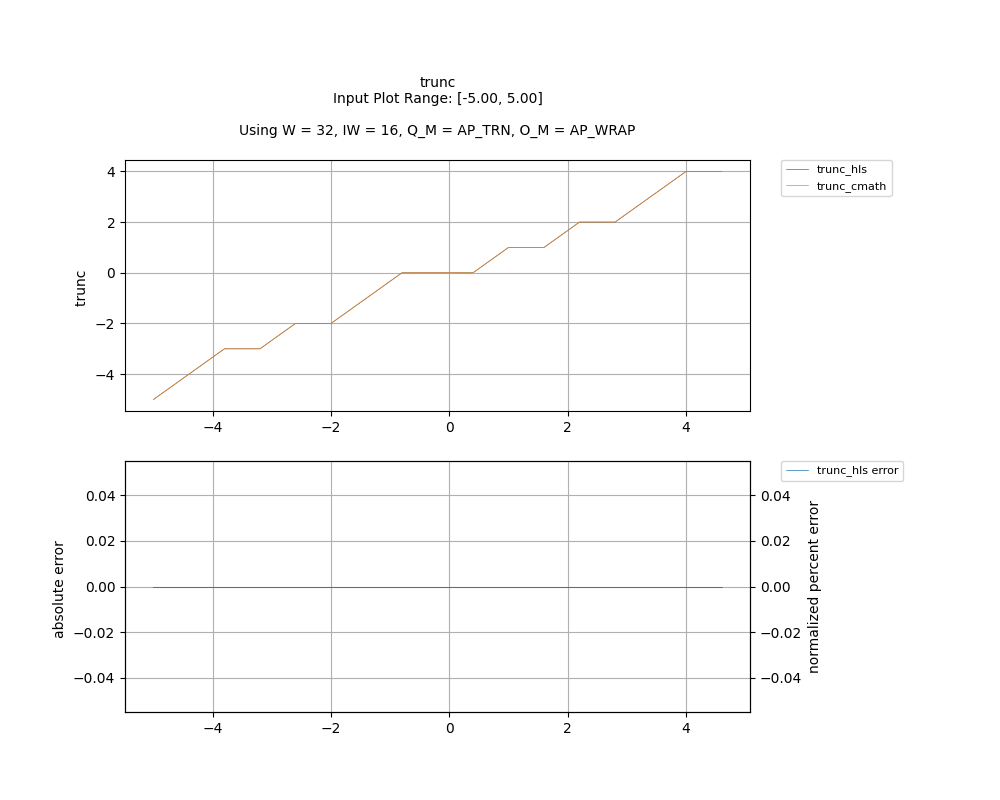 trunc
Input Plot Range: [-5.00, 5.00]
Using W = 32, IW = 16, Q_M = AP_TRN, O_M = AP_WRAP
trunc_hls
trunc_cmath
trunc
4
2
0
−2
−4
−4
−2
0
2
4
trunc_hls error
absolute error
0.04
0.02
0.00
−0.02
−0.04
0.04
0.02
0.00
−0.02
−0.04
normalized percent error
−4
−2
0
2
4